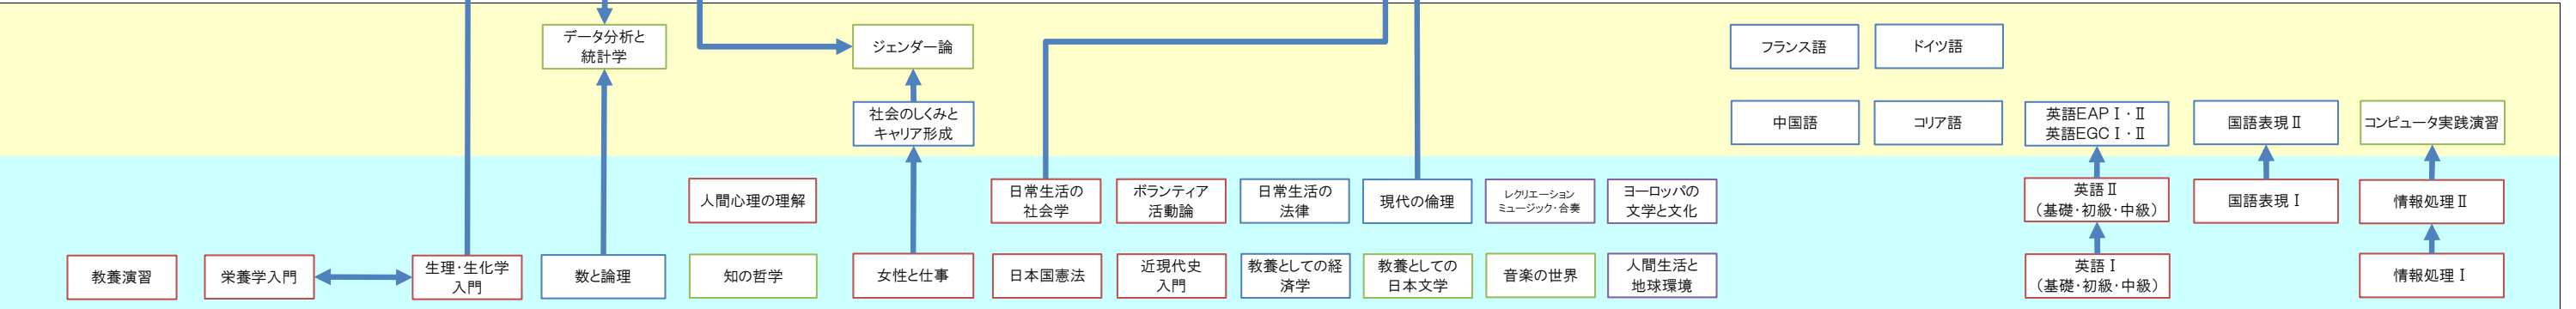 データ分析と
統計学
ジェンダー論
フランス語
ドイツ語
社会のしくみと
キャリア形成
中国語
コリア語
英語EAPⅠ・Ⅱ
英語EGCⅠ・Ⅱ
国語表現Ⅱ
コンピュータ実践演習
人間心理の理解
日常生活の
社会学
ボランティア
活動論
日常生活の
法律
現代の倫理
レクリエーション
ミュージック・合奏
ヨーロッパの
文学と文化
英語Ⅱ
（基礎・初級・中級）
国語表現Ⅰ
情報処理Ⅱ
教養演習
栄養学入門
生理・生化学
入門
数と論理
知の哲学
女性と仕事
日本国憲法
近現代史
入門
教養としての経
済学
教養としての
日本文学
音楽の世界
人間生活と
地球環境
英語Ⅰ
（基礎・初級・中級）
情報処理Ⅰ